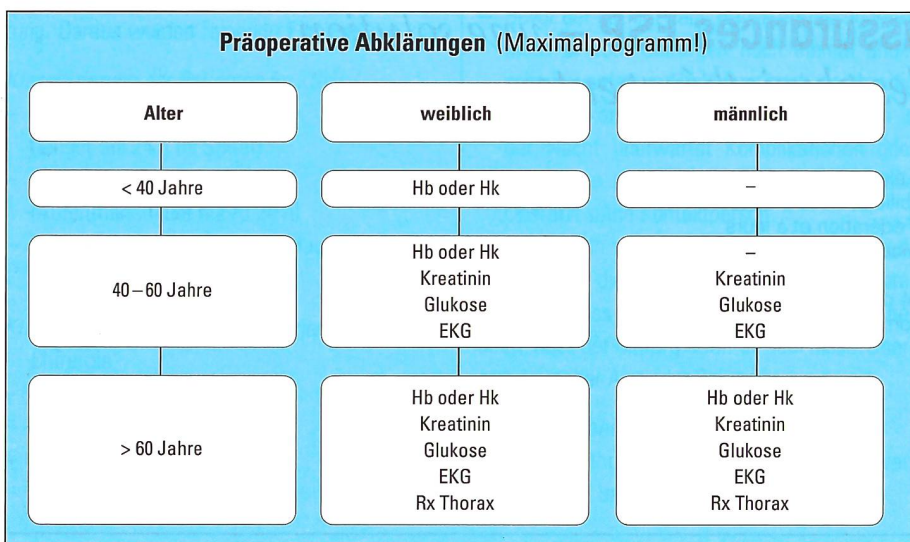 Präoperative Abklärungen (Maximalprogramm!)
Alter
weiblich
männlich
< 40 Jahre
Hb oder Hk
–
40–60 Jahre
Hb oder Hk
Kreatinin
Glukose
EKG
–
Kreatinin
Glukose
EKG
> 60 Jahre
Hb oder Hk
Kreatinin
Glukose
EKG
Rx Thorax
Hb oder Hk
Kreatinin
Glukose
EKG
Rx Thorax